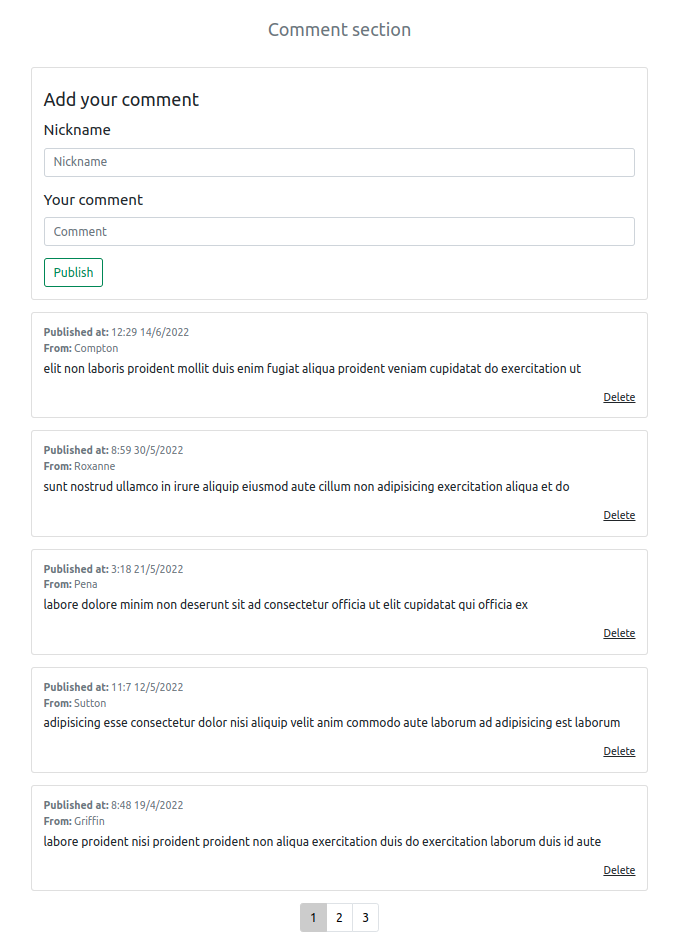 Comment section
Add your comment
Nickname
Nickname
Your comment
Comment
Publish
Published at: 12:29 14/6/2022
From: Compton
elit non laboris proident mollit duis enim fugiat aliqua proident veniam cupidatat do exercitation ut
Delete
Published at: 8:59 30/5/2022
From: Roxanne
sunt nostrud ullamco in irure aliquip eiusmod aute cillum non adipisicing exercitation aliqua et do
Delete
Published at: 3:18 21/5/2022
From: Pena
labore dolore minim non deserunt sit ad consectetur officia ut elit cupidatat qui officia ex
Delete
Published at: 11:7 12/5/2022
From: Sutton
adipisicing esse consectetur dolor nisi aliquip velit anim commodo aute laborum ad adipisicing est laborum
Delete
Published at: 8:48 19/4/2022
From: Griffin
labore proident nisi proident proident non aliqua exercitation duis do exercitation laborum duis id aute
Delete
1 2 3